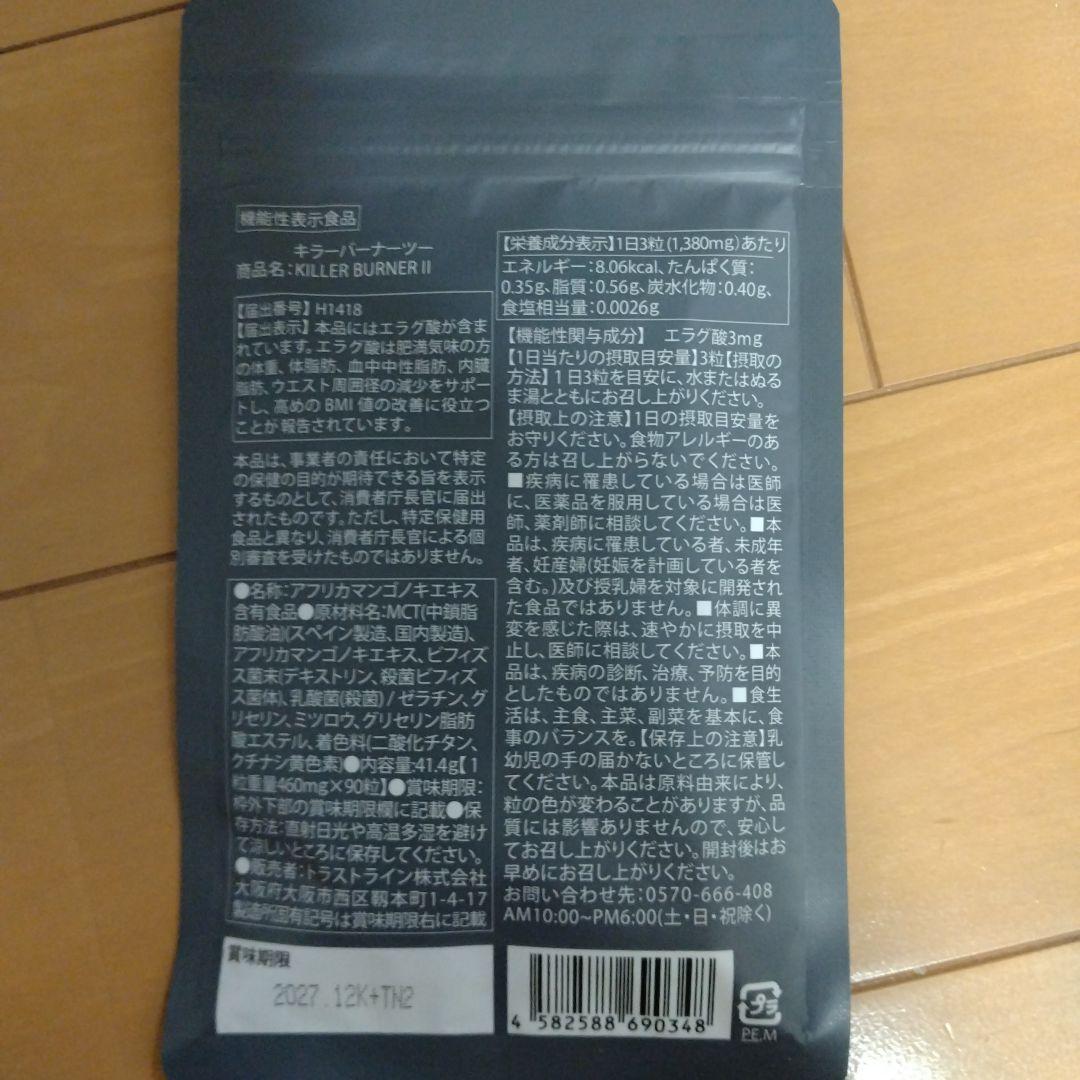 機能性表示食品
キラーバーナーツー
商品名:KILLER BURNER II
【届出番号】H1418
【届出表示】本品にはエラグ酸が含ま
れています。エラグ酸は肥満気味の方
の体重、体脂肪、血中中性脂肪、内臓
脂肪、ウエスト周囲径の減少をサポー
トし、高めのBMI値の改善に役立つ
ことが報告されています。
本品は、事業者の責任において特定
の保健の目的が期待できる旨を表示
するものとして、消費者庁長官に届出
されたものです。ただし、特定保健用
食品と異なり、消費者庁長官による個
別審査を受けたものではありません。
●名称:アフリカマンゴノキエキス
含有食品●原材料名:MCT(中鎖脂
肪酸油)(スペイン製造、国内製造)、
アフリカマンゴノキエキス、ビフィズ
ス菌末(デキストリン、殺菌ビフィズ
ス菌体)、乳酸菌(殺菌) / ゼラチン、グ
リセリン、ミツロウ、グリセリン脂肪
酸エステル、着色料(二酸化チタン、
クチナシ黄色素)●内容量:41.4g【1
粒重量460mg×90粒】●賞味期限:
枠外下部の賞味期限欄に記載●保
存方法:直射日光や高温多湿を避け
て涼しいところに保存してください。
●販売者:トラストライン株式会社
大阪府大阪市西区靱本町1-4-17
製造所固有記号は賞味期限右に記載
賞味期限
2027.12K+TN2
【栄養成分表示】1日3粒(1,380mg)あたり
エネルギー:8.06kcal、たんぱく質:
0.35g、脂質:0.56g、炭水化物:0.40g、
食塩相当量:0.0026g
【機能性関与成分】 エラグ酸3mg
【1日当たりの摂取目安量】3粒【摂取の
方法】1日3粒を目安に、水またはぬる
ま湯とともにお召し上がりください。
【摂取上の注意】1日の摂取目安量を
お守りください。食物アレルギーのあ
る方は召し上がらないでください。
■疾病に罹患している場合は医師
に、医薬品を服用している場合は医
師、薬剤師に相談してください。■本
品は、疾病に罹患している者、未成年
者、妊産婦(妊娠を計画している者を
含む。)及び授乳婦を対象に開発され
た食品ではありません。■体調に異
変を感じた際は、速やかに摂取を中
止し、医師に相談してください。■本
品は、疾病の診断、治療、予防を目的
としたものではありません。■食生
活は、主食、主菜、副菜を基本に、食
事のバランスを。【保存上の注意】乳
幼児の手の届かないところに保管し
てください。本品は原料由来により、
粒の色が変わることがありますが、品
質には影響ありませんので、安心し
てお召し上がりください。開封後はお
早めにお召し上がりください。
お問い合わせ先:0570-666-408
AM10:00~PM6:00(土・日・祝除く)
4 582588 690348
プラ
PE,M